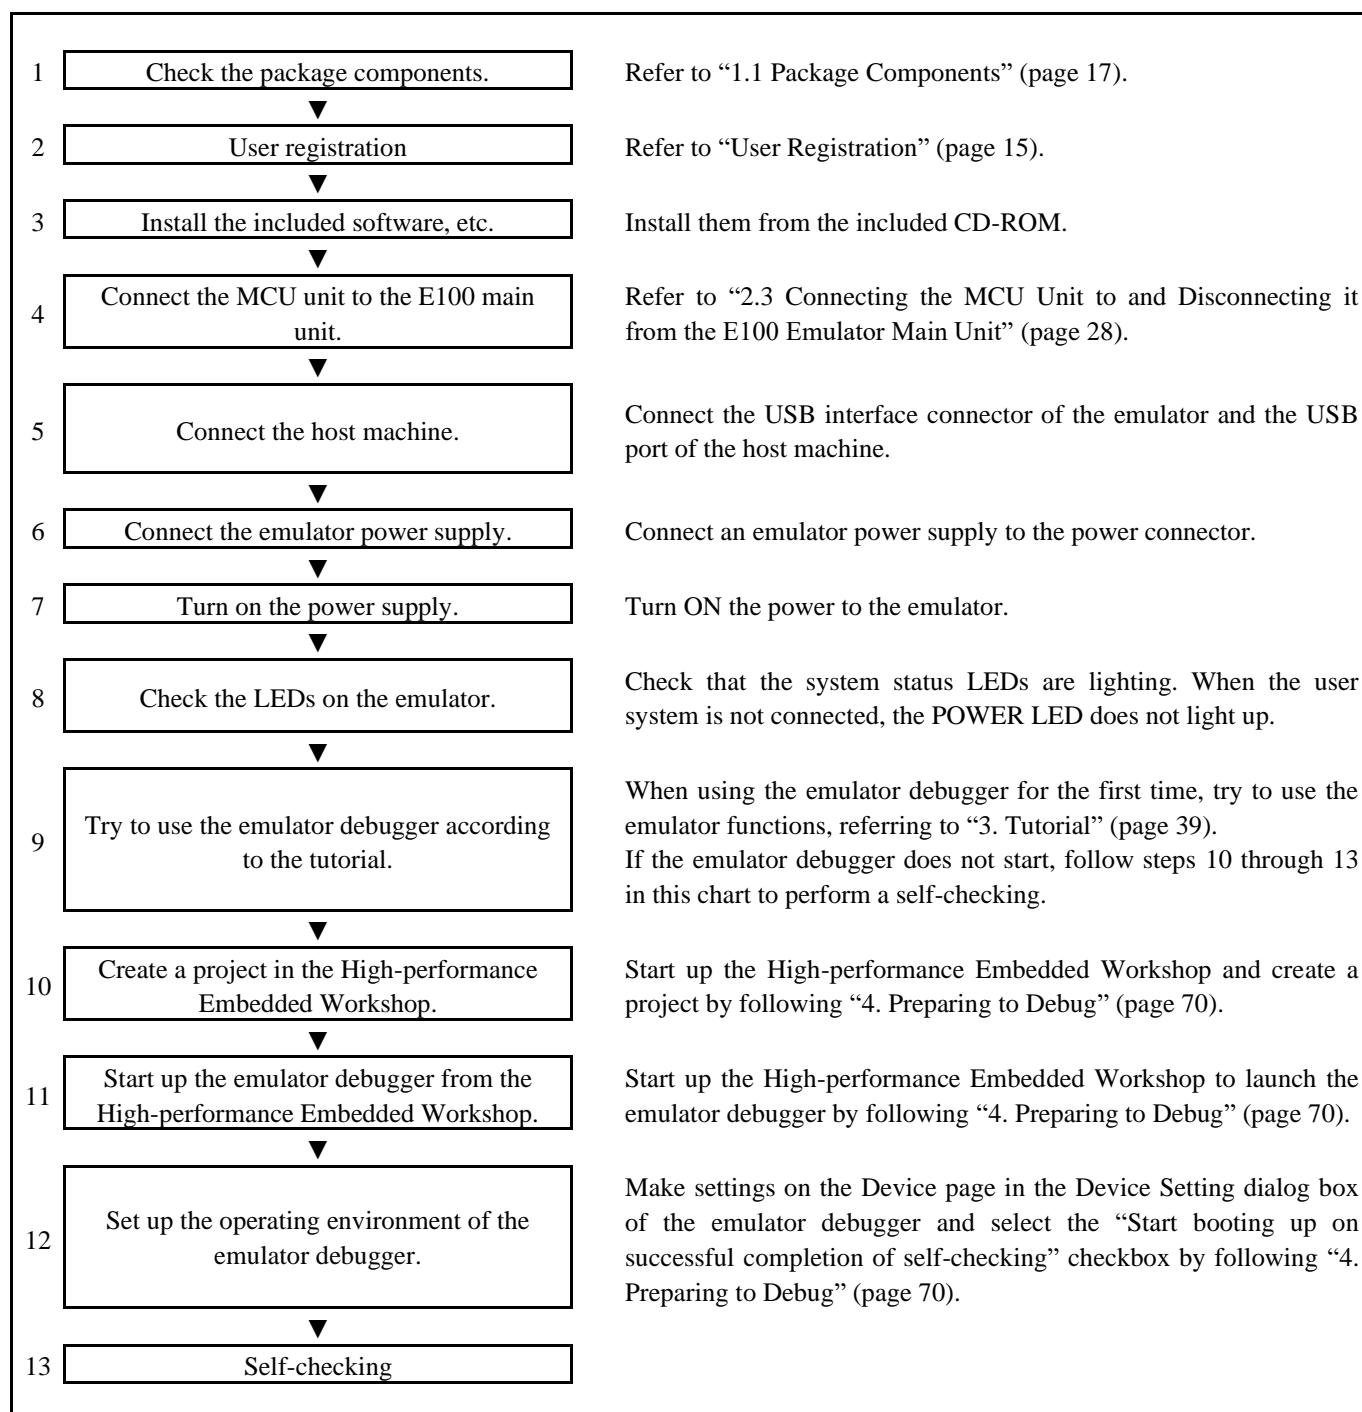 1 Check the package components. Refer to “1.1 Package Components” (page 17).
▼
2 User registration Refer to “User Registration” (page 15).
▼
3 Install the included software, etc. Install them from the included CD-ROM.
▼
4 Connect the MCU unit to the E100 main
unit.
Refer to “2.3 Connecting the MCU Unit to and Disconnecting it
from the E100 Emulator Main Unit” (page 28).
▼
5 Connect the host machine.
Connect the USB interface connector of the emulator and the USB
port of the host machine.
▼
6 Connect the emulator power supply. Connect an emulator power supply to the power connector.
▼
7 Turn on the power supply. Turn ON the power to the emulator.
▼
8 Check the LEDs on the emulator.
Check that the system status LEDs are lighting. When the user
system is not connected, the POWER LED does not light up.
▼
9 Try to use the emulator debugger according
to the tutorial.
When using the emulator debugger for the first time, try to use the
emulator functions, referring to “3. Tutorial” (page 39).
If the emulator debugger does not start, follow steps 10 through 13
in this chart to perform a self-checking.
▼
10 Create a project in the High-performance
Embedded Workshop.
Start up the High-performance Embedded Workshop and create a
project by following “4. Preparing to Debug” (page 70).
▼
11 Start up the emulator debugger from the
High-performance Embedded Workshop.
Start up the High-performance Embedded Workshop to launch the
emulator debugger by following “4. Preparing to Debug” (page 70).
▼
12 Set up the operating environment of the
emulator debugger.
Make settings on the Device page in the Device Setting dialog box
of the emulator debugger and select the “Start booting up on
successful completion of self-checking” checkbox by following “4.
Preparing to Debug” (page 70).
▼
13 Self-checking